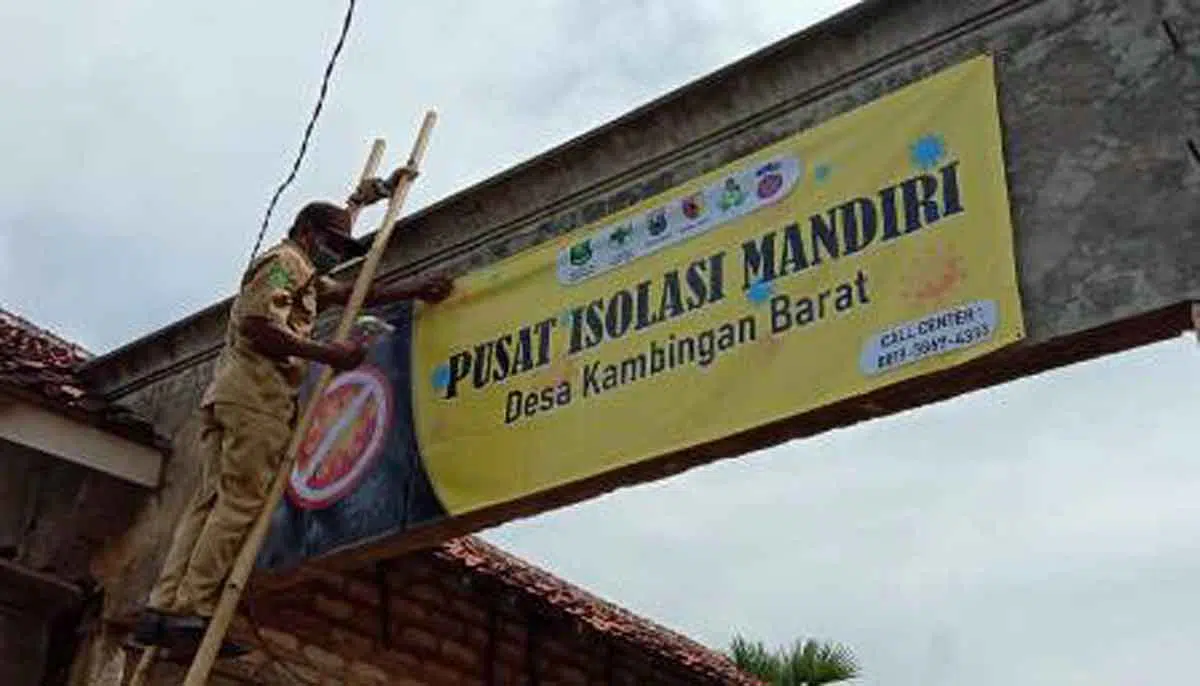 PUSAT ISOLASI MANDIRI
Desa Kambingan Barat
CALL CENTER :